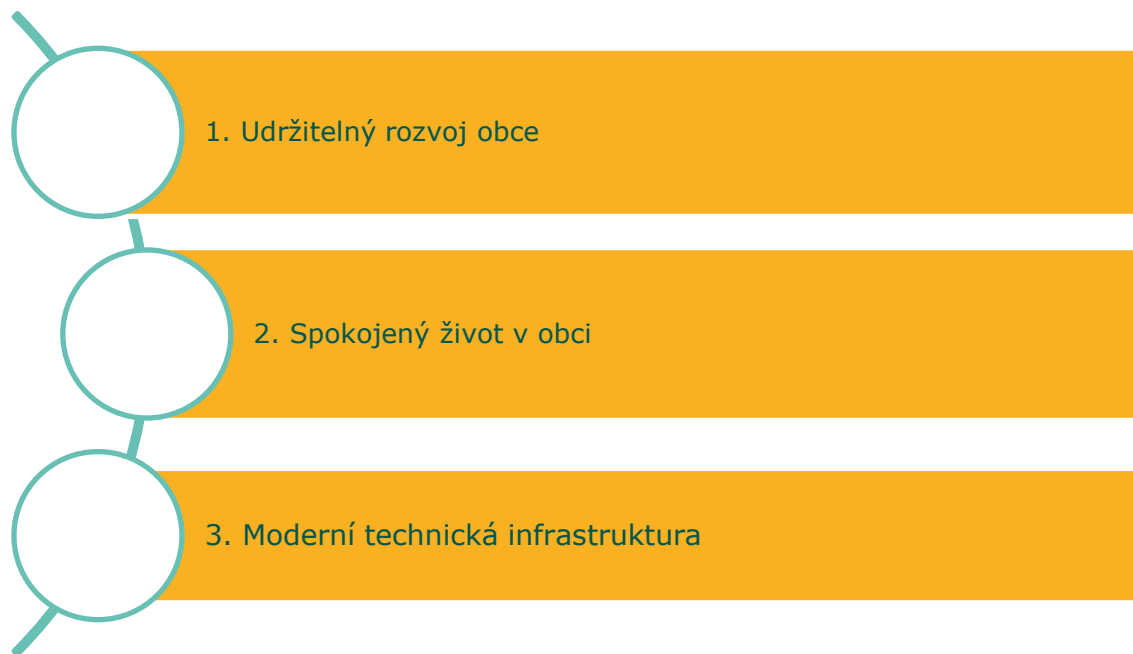 1. Udržitelný rozvoj obce
2. Spokojený život v obci
3. Moderní technická infrastruktura